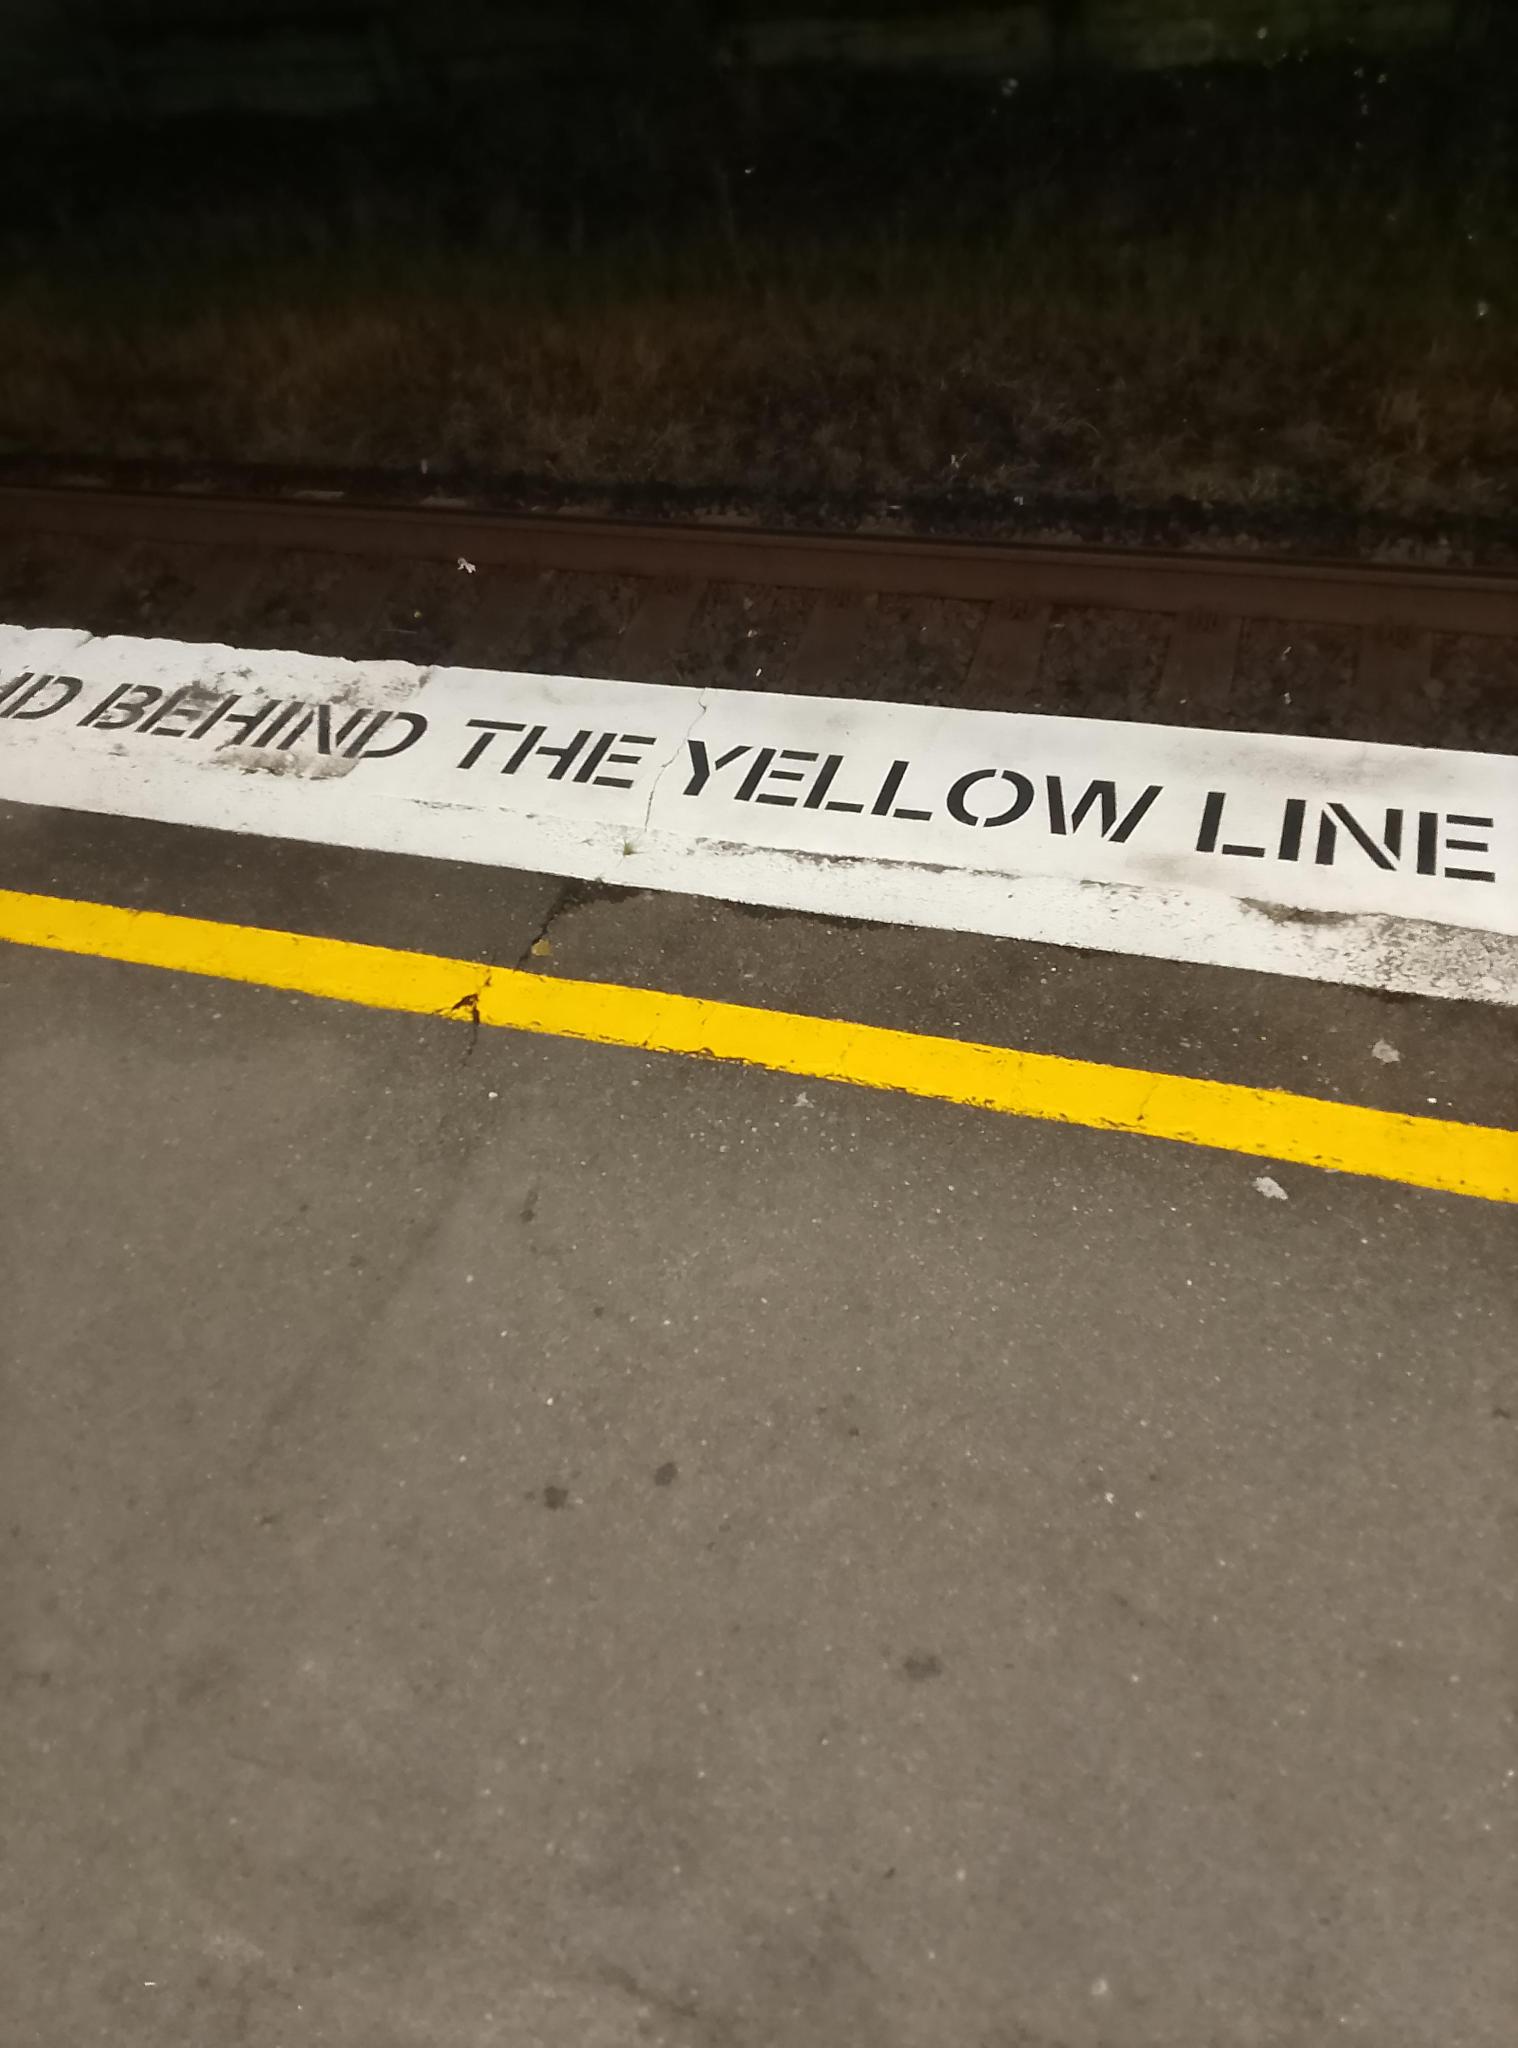 BEHIND THE YELLOW LINE